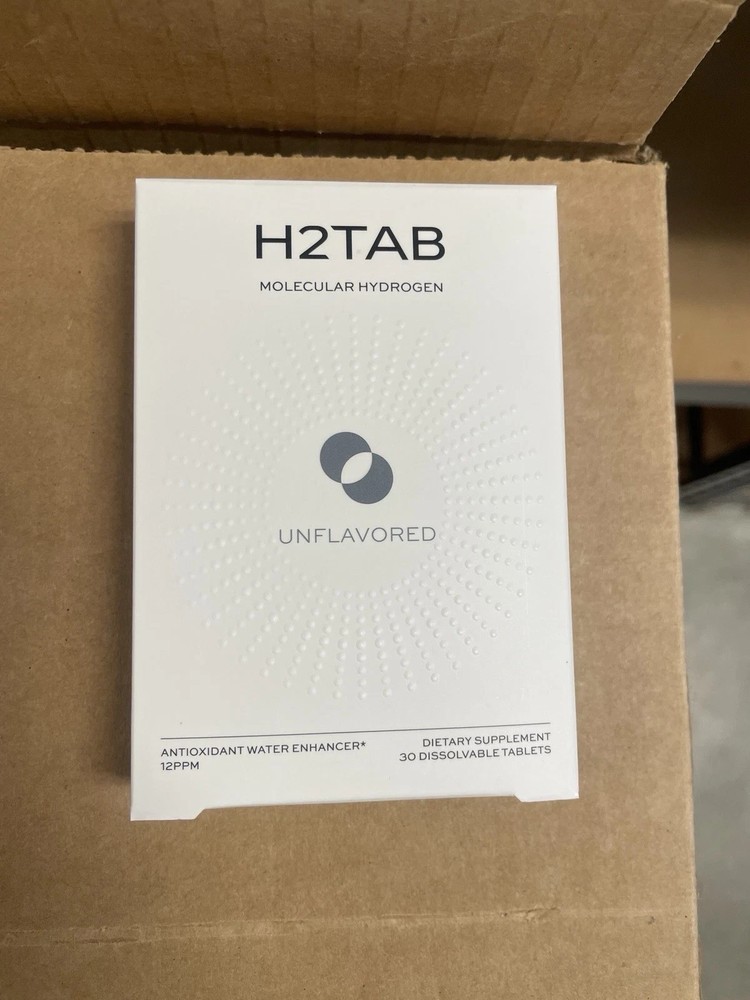 H2TAB
MOLECULAR HYDROGEN
UNFLAVORED
ANTIOXIDANT WATER ENHANCER*
12PPM
DIETARY SUPPLEMENT
30 DISSOLVABLE TABLETS